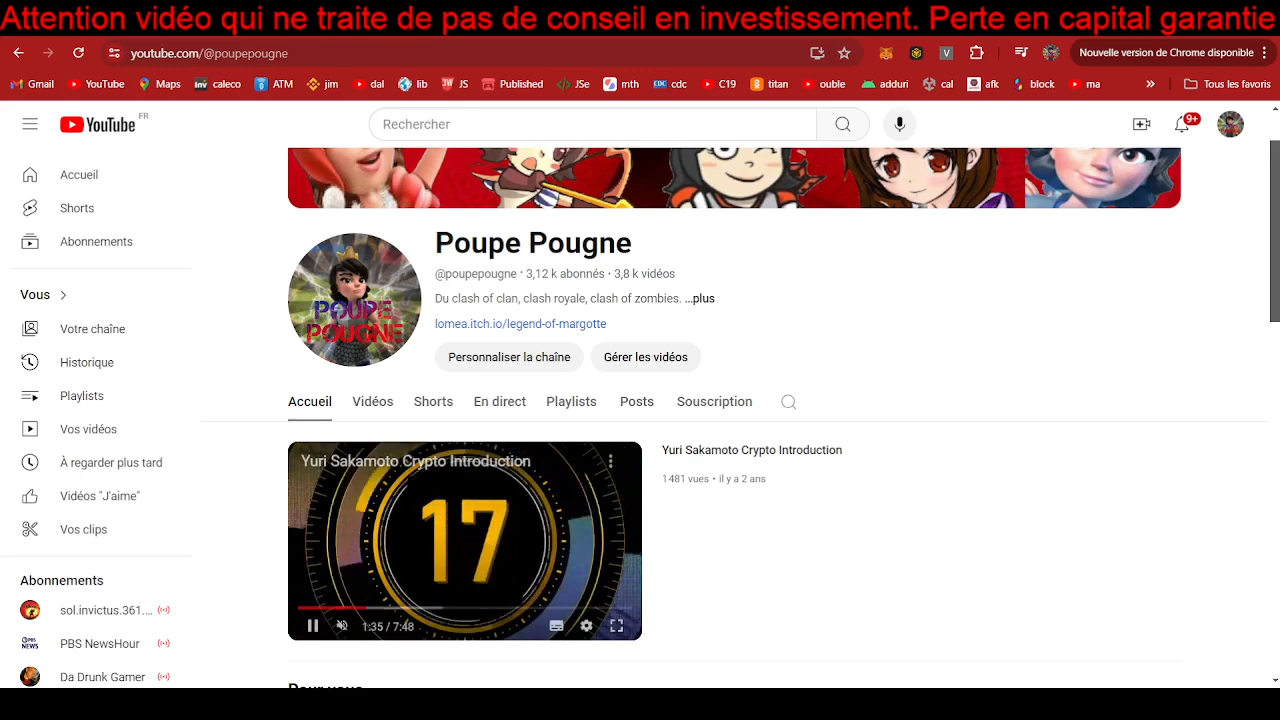 Attention vidéo qui ne traite de pas de conseil en investissement. Perte en capital garantie
youtube.com/@poupepougne
Nouvelle version de Chrome disponible
Gmail YouTube Maps inv caleco ATM jim dal lib JW JS Published JSe mth CDC cdc C19 titan ouble adduri cal afk block ma » Tous les favoris
YouTube FR
Rechercher
9+
Accueil
Shorts
Abonnements
Vous
Votre chaîne
Historique
Playlists
Vos vidéos
À regarder plus tard
Vidéos "J'aime"
Vos clips
Abonnements
sol.invictus.361....
PBS NEWS
PBS NewsHour
Da Drunk Gamer
POUPE
POUGNE
Poupe Pougne
@poupepougne · 3,12 k abonnés · 3,8 k vidéos
Du clash of clan, clash royale, clash of zombies. ...plus
lomea.itch.io/legend-of-margotte
Personnaliser la chaîne Gérer les vidéos
Accueil Vidéos Shorts En direct Playlists Posts Souscription
Yuri Sakamoto Crypto Introduction
17
1:35 / 7:48
Yuri Sakamoto Crypto Introduction
1 481 vues • il y a 2 ans
Pour vous